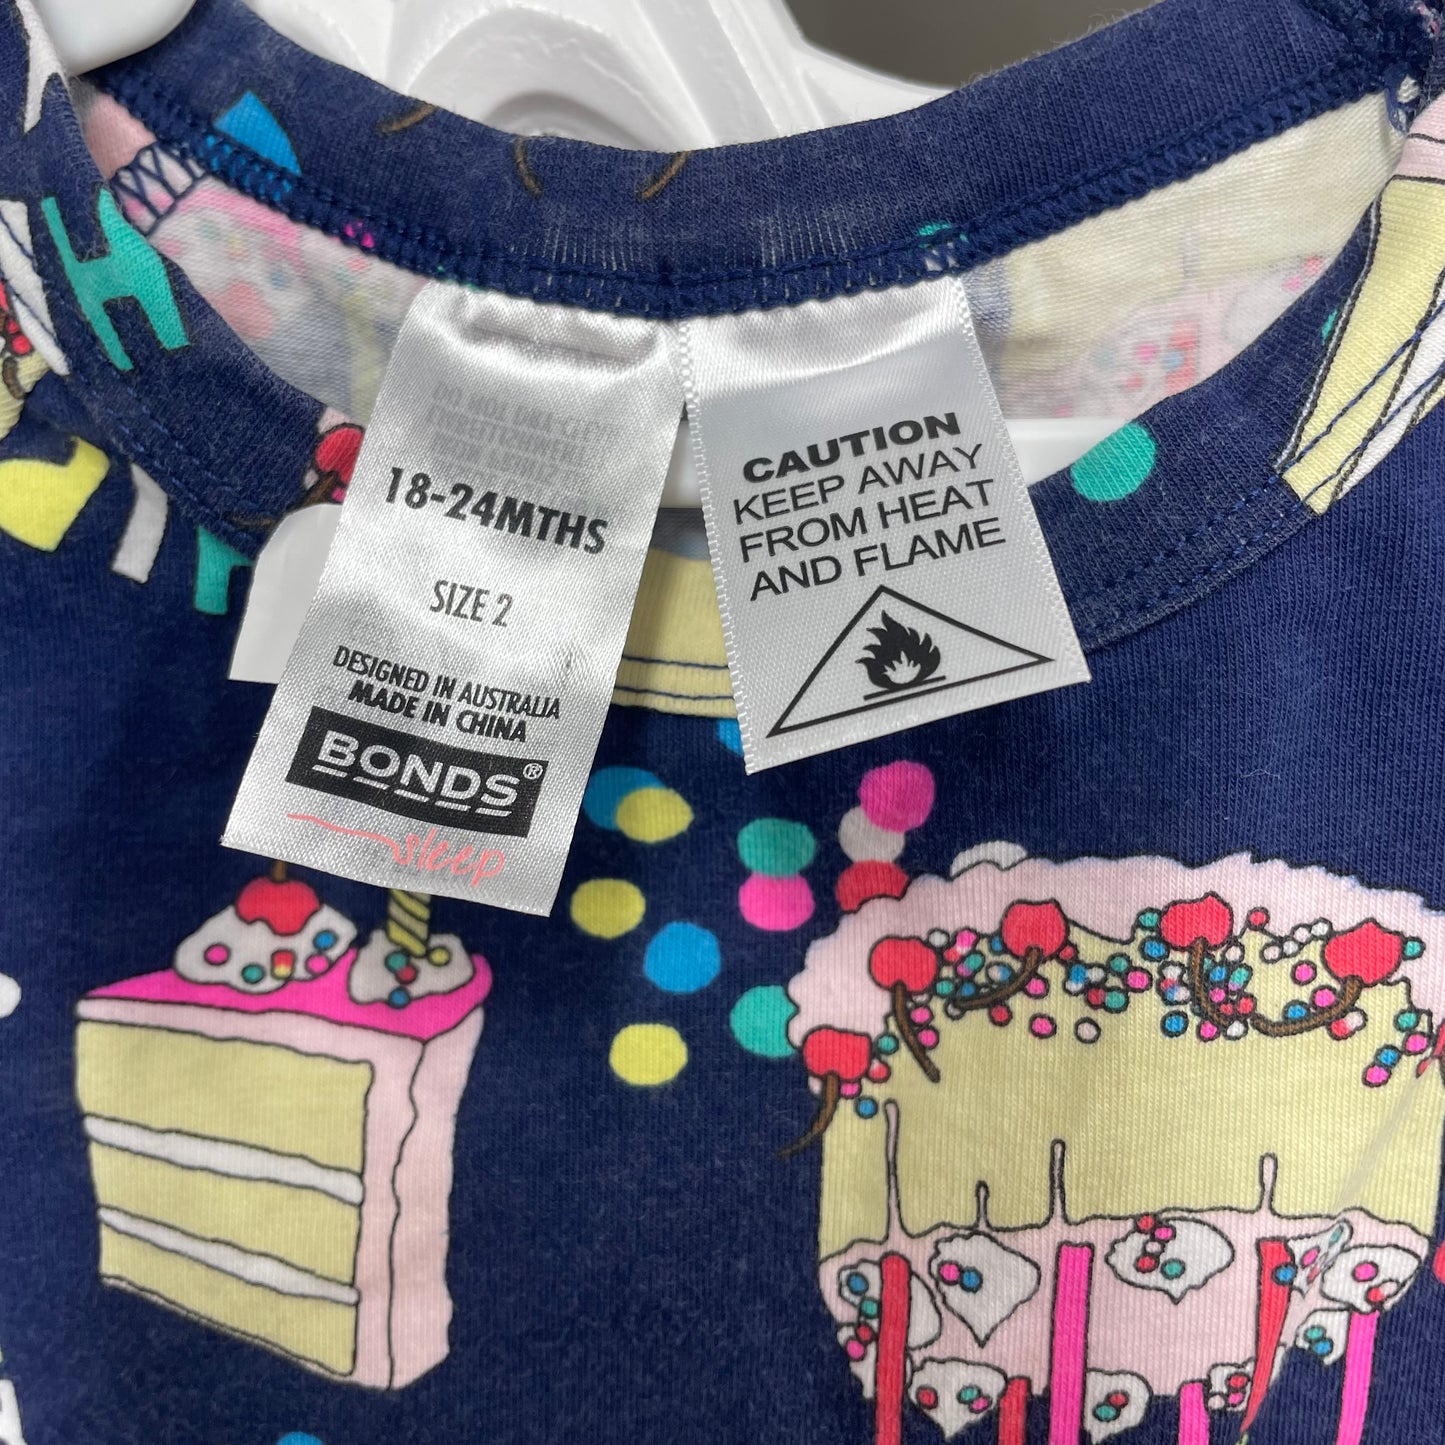 18-24MTHS
SIZE 2
DESIGNED IN AUSTRALIA
MADE IN CHINA
BONDS®
sleep
CAUTION
KEEP AWAY
FROM HEAT
AND FLAME
H